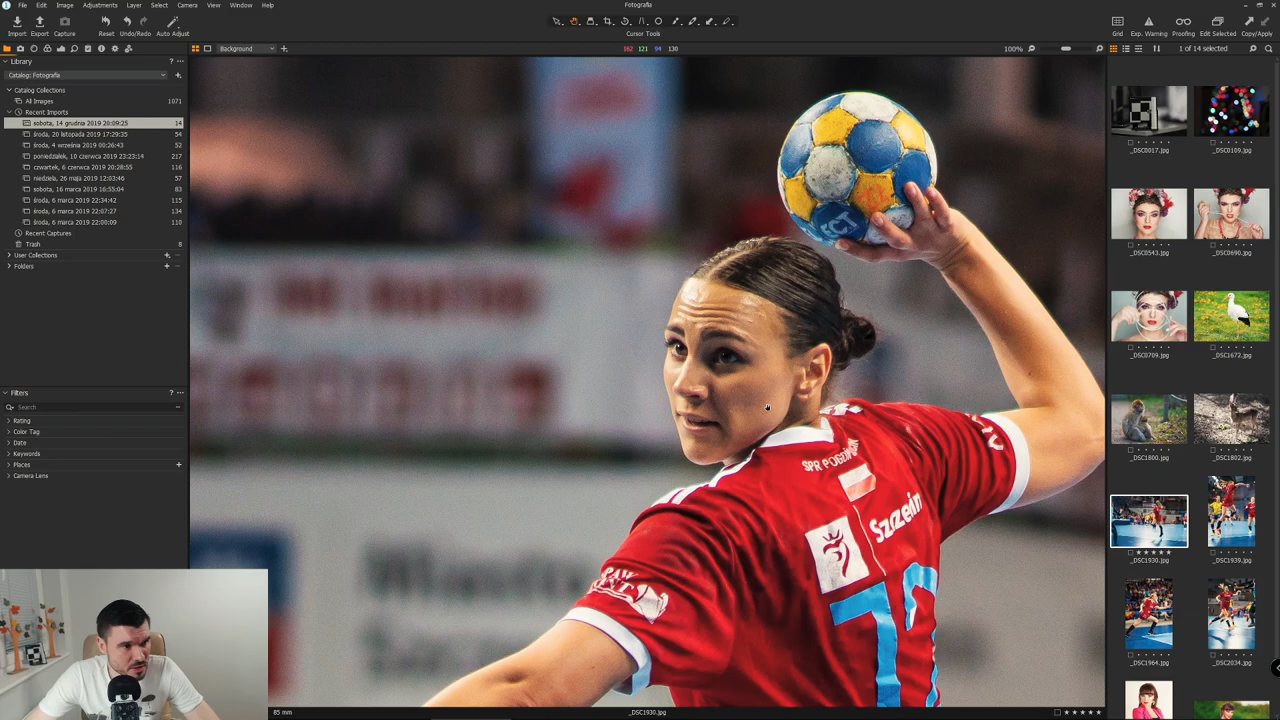 File Edit Image Adjustments Layer Select Camera View Window Help
Fotografia
Import Export Capture
Reset Undo/Redo Auto Adjust
Cursor Tools
Grid Exp. Warning Proofing Edit Selected Copy/Apply
Background
162 121 94 130
100%
1 of 14 selected
Library
Catalog: Fotografia
Catalog Collections
All Images 1071
Recent Imports
sobota, 14 grudnia 2019 20:09:25 14
środa, 20 listopada 2019 17:29:35 54
środa, 4 września 2019 00:26:43 52
poniedziałek, 10 czerwca 2019 23:23:14 217
czwartek, 6 czerwca 2019 20:28:55 116
niedziela, 26 maja 2019 12:03:46 57
sobota, 16 marca 2019 16:55:04 83
środa, 6 marca 2019 22:34:42 115
środa, 6 marca 2019 22:07:27 134
środa, 6 marca 2019 22:00:09 110
Recent Captures
Trash 8
User Collections
Folders
Filters
Search
Rating
Color Tag
Date
Keywords
Places
Camera Lens
SPR POGOŃ
Szczecin
85 mm
_DSC1930.jpg
_DSC0017.jpg _DSC0109.jpg
_DSC0543.jpg _DSC0690.jpg
_DSC0709.jpg _DSC1672.jpg
_DSC1800.jpg _DSC1802.jpg
_DSC1930.jpg _DSC1939.jpg
_DSC1964.jpg _DSC2034.jpg